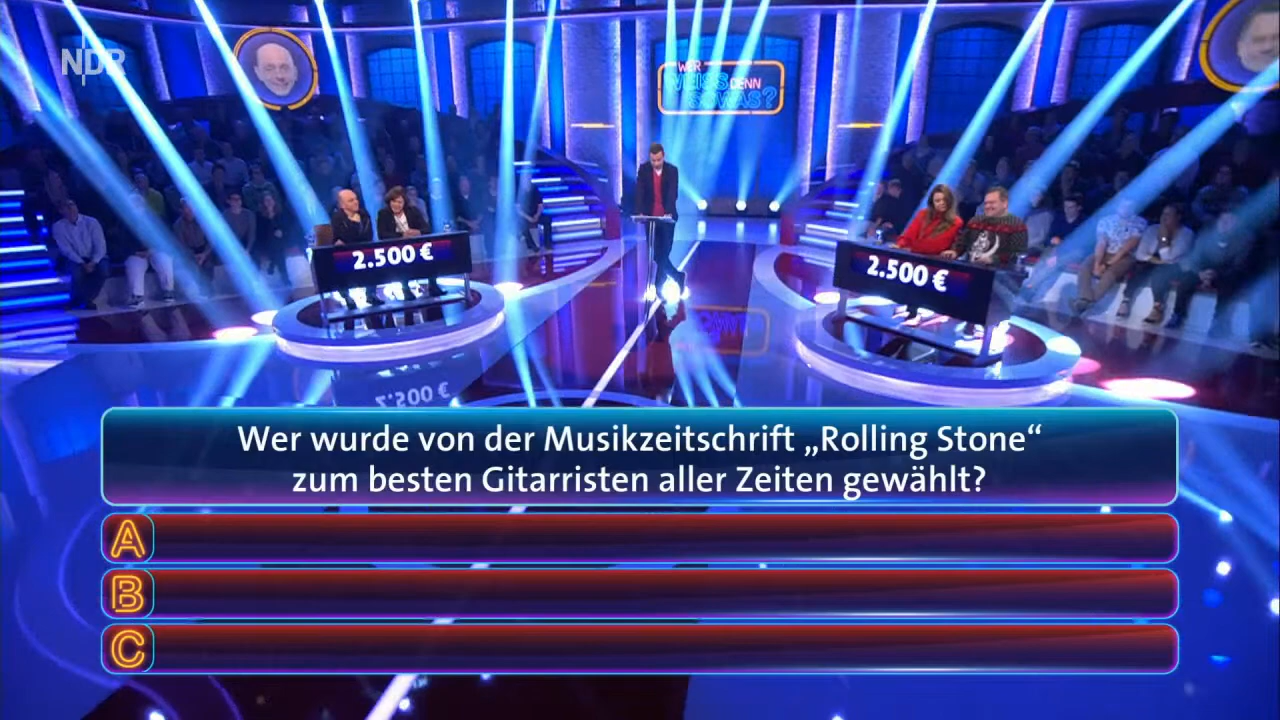 NDR
WER
WEISS DENN
SOWAS?
2.500 €
2.500 €
Wer wurde von der Musikzeitschrift „Rolling Stone“
zum besten Gitarristen aller Zeiten gewählt?
A
B
C